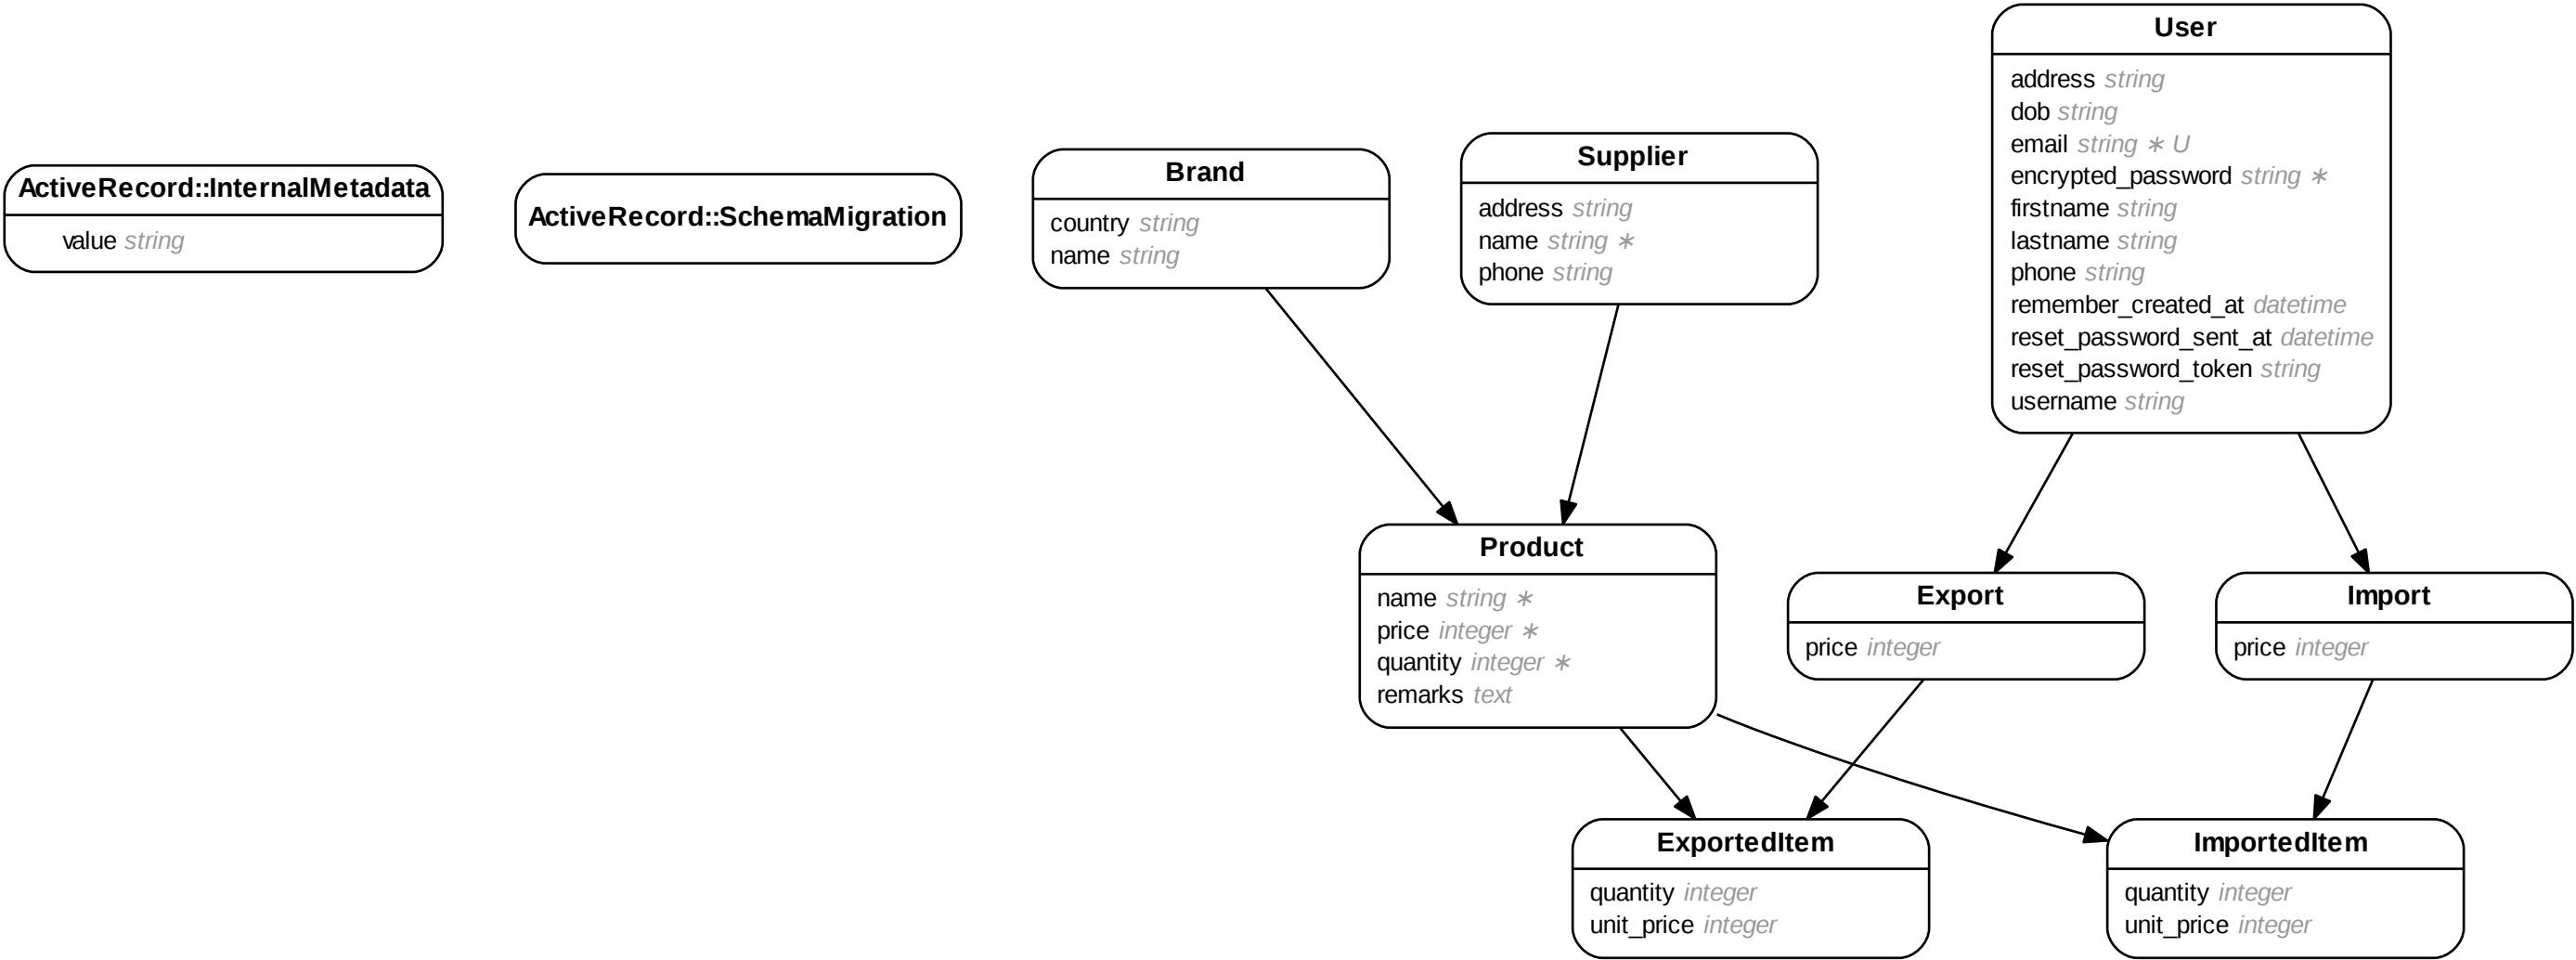 ActiveRecord::InternalMetadata
value string
ActiveRecord::SchemaMigration
Brand
country string
name string
Supplier
address string
name string ∗
phone string
User
address string
dob string
email string ∗ U
encrypted_password string ∗
firstname string
lastname string
phone string
remember_created_at datetime
reset_password_sent_at datetime
reset_password_token string
username string
Product
name string ∗
price integer ∗
quantity integer ∗
remarks text
Export
price integer
Import
price integer
ExportedItem
quantity integer
unit_price integer
ImportedItem
quantity integer
unit_price integer